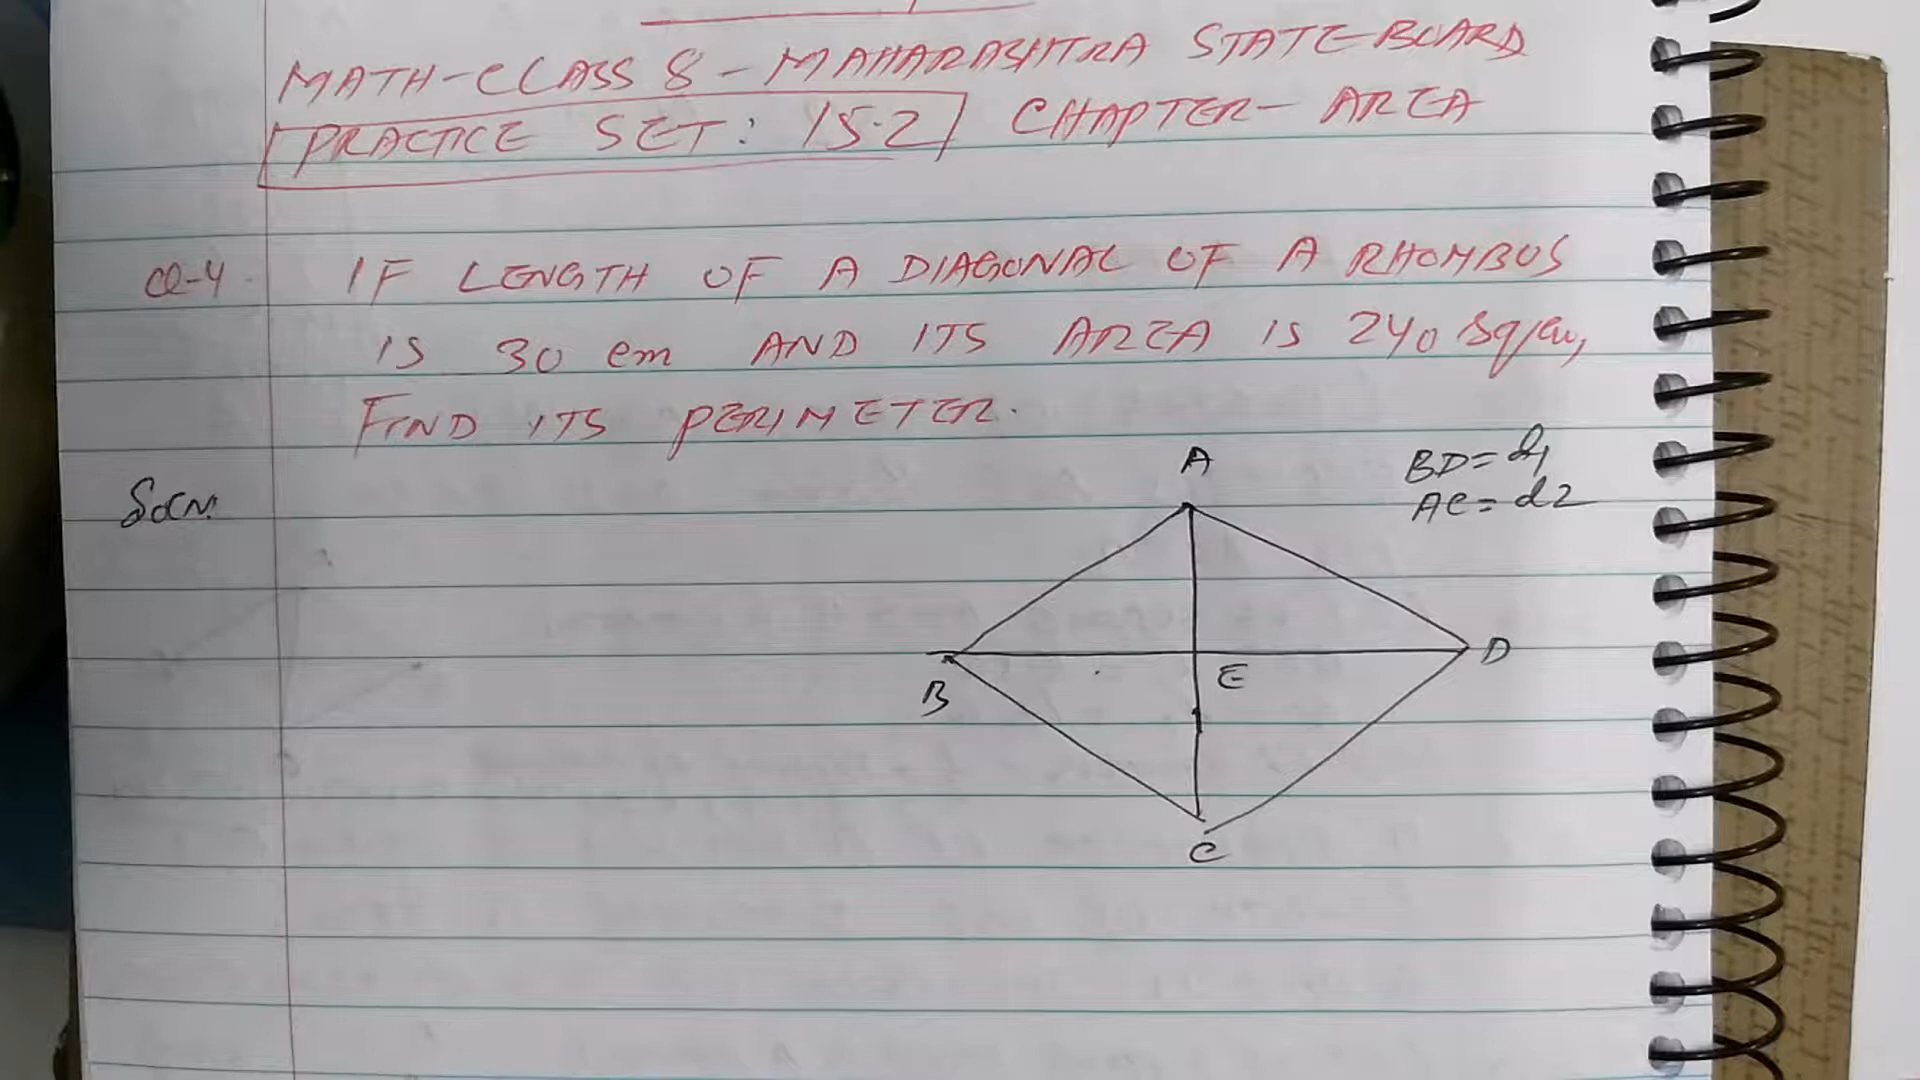 MATH-CLASS 8 - MAHARASHTRA STATE BOARD
PRACTICE SET: 15.2 CHAPTER- AREA
Q-4. IF LENGTH OF A DIAGONAL OF A RHOMBUS
IS 30 cm AND ITS AREA IS 240 Sq/cm,
FIND ITS PERIMETER.
BD = d1
AC = d2
Soln.
A
B
E
D
C